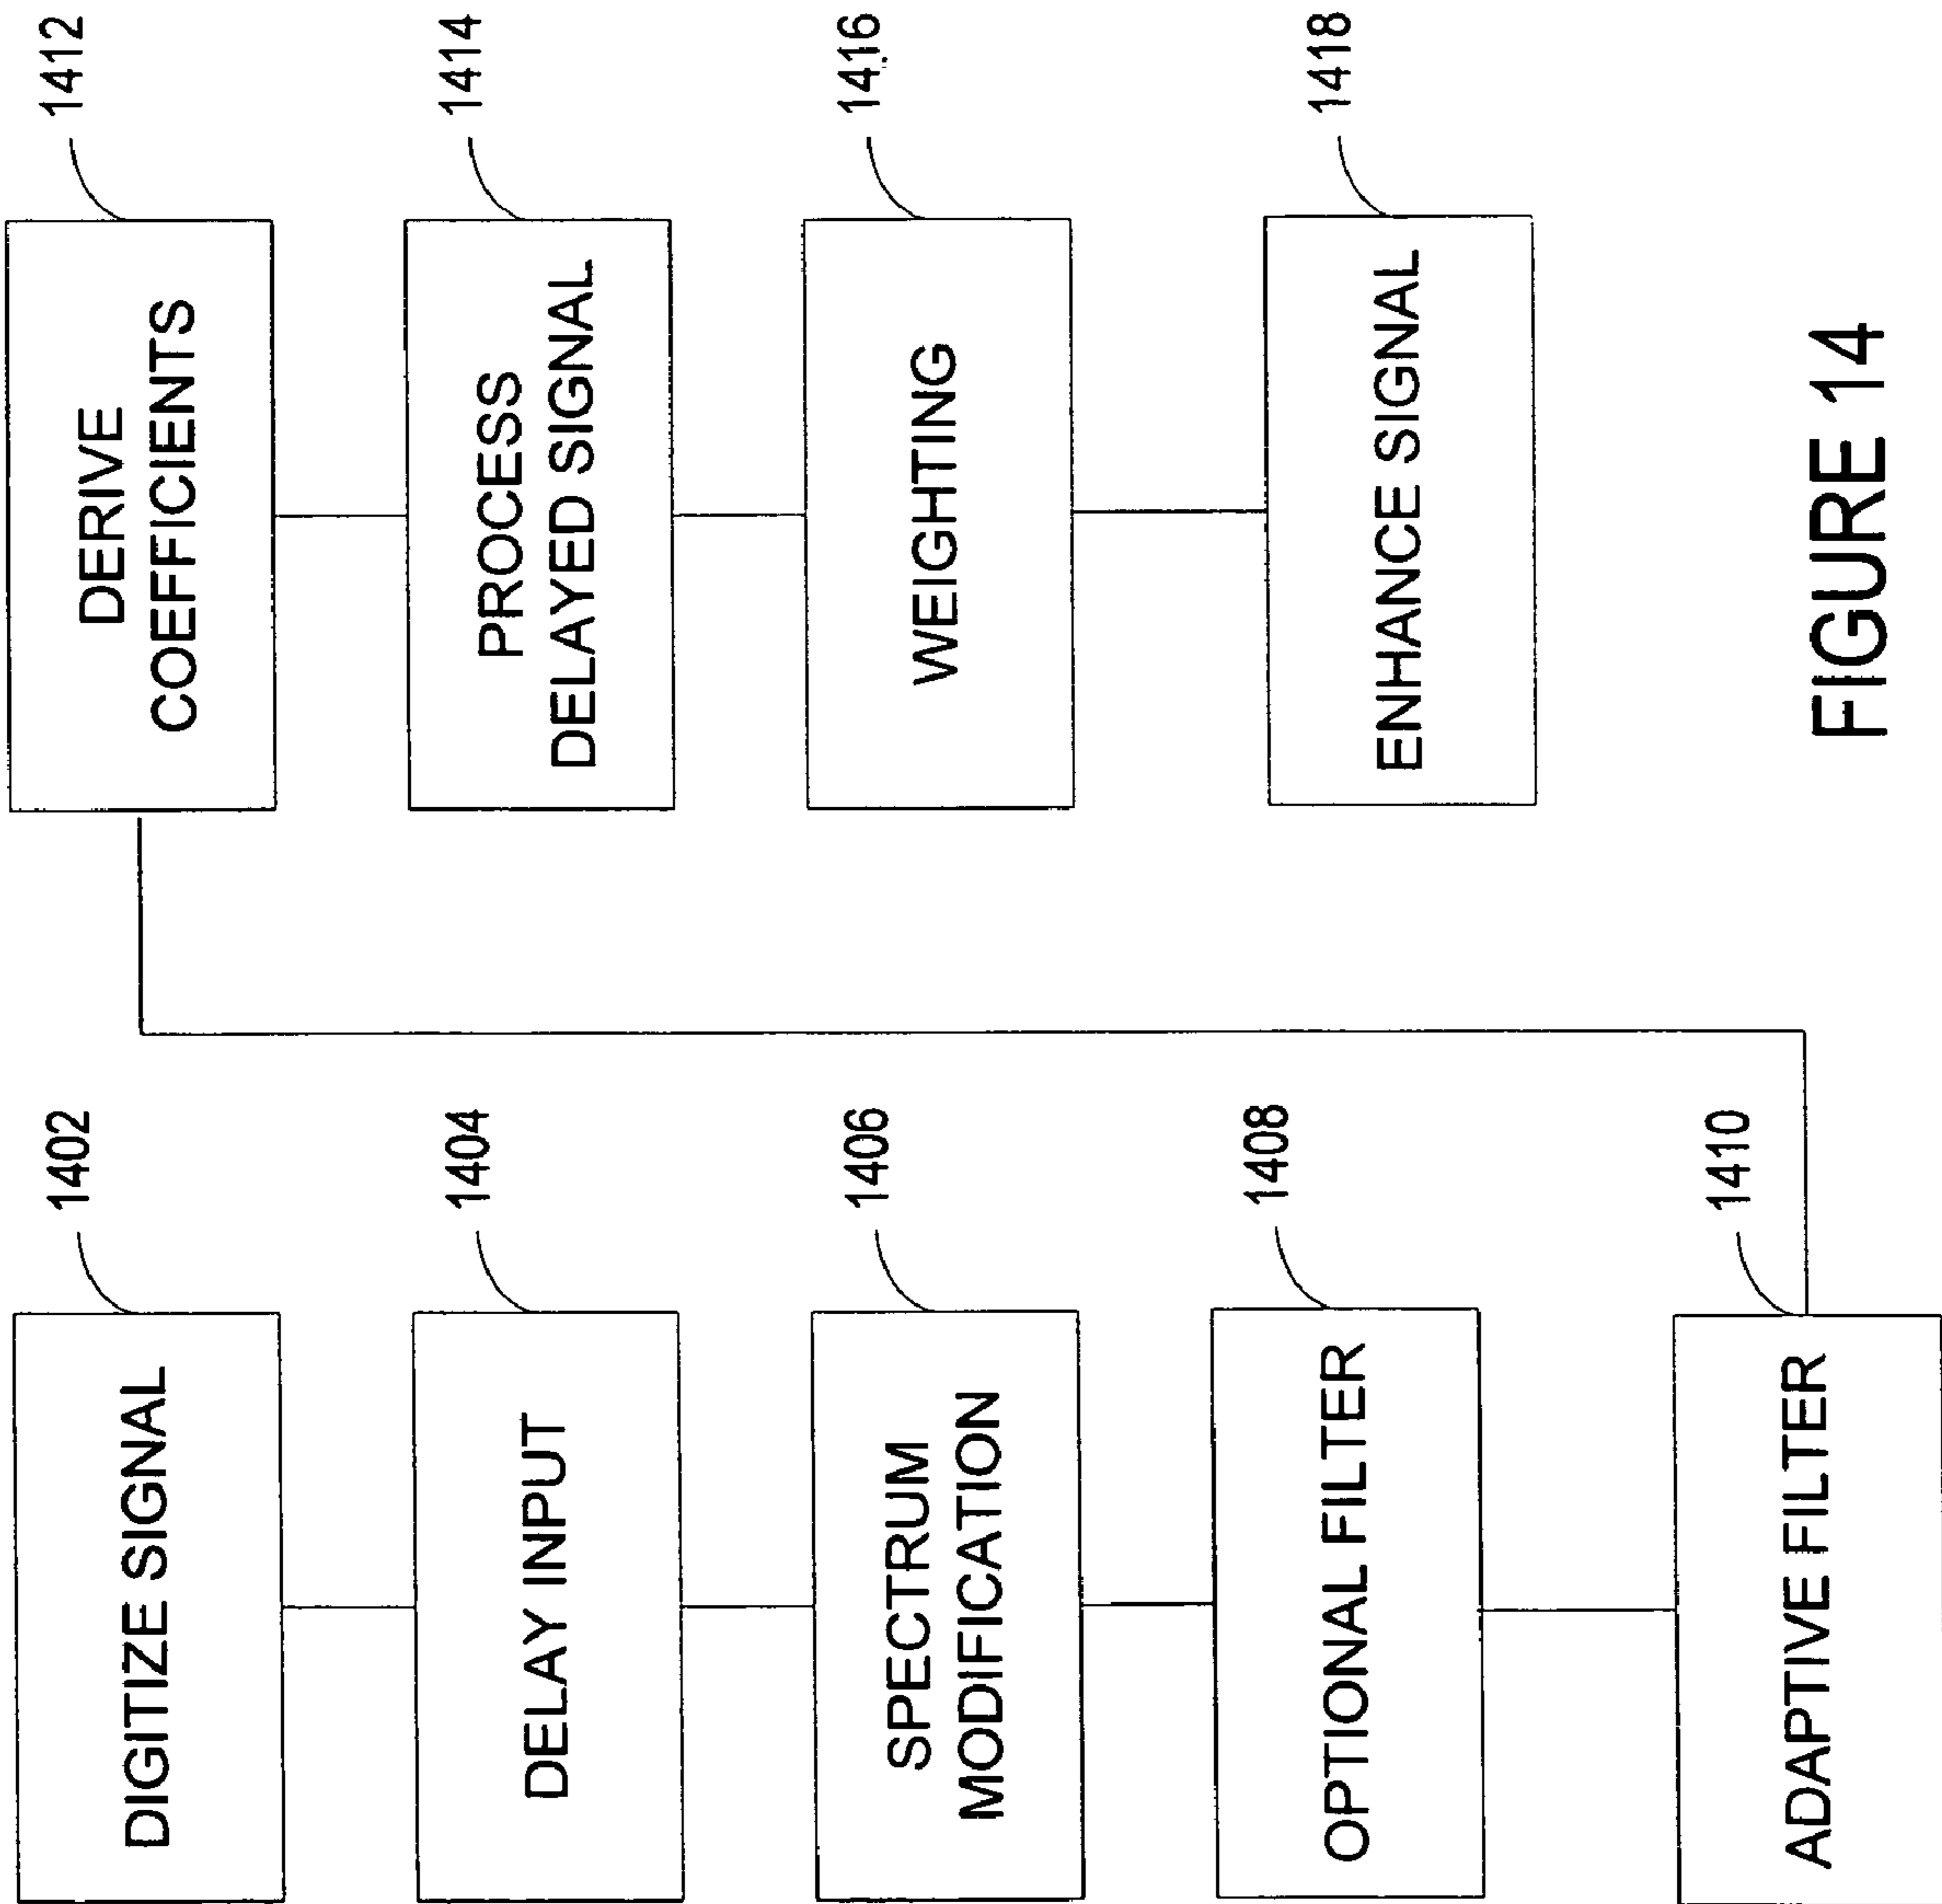 1402
DIGITIZE SIGNAL
1404
DELAY INPUT
1406
SPECTRUM
MODIFICATION
1408
OPTIONAL FILTER
1410
ADAPTIVE FILTER
1412
DERIVE
COEFFICIENTS
1414
PROCESS
DELAYED SIGNAL
1416
WEIGHTING
1418
ENHANCE SIGNAL
FIGURE 14